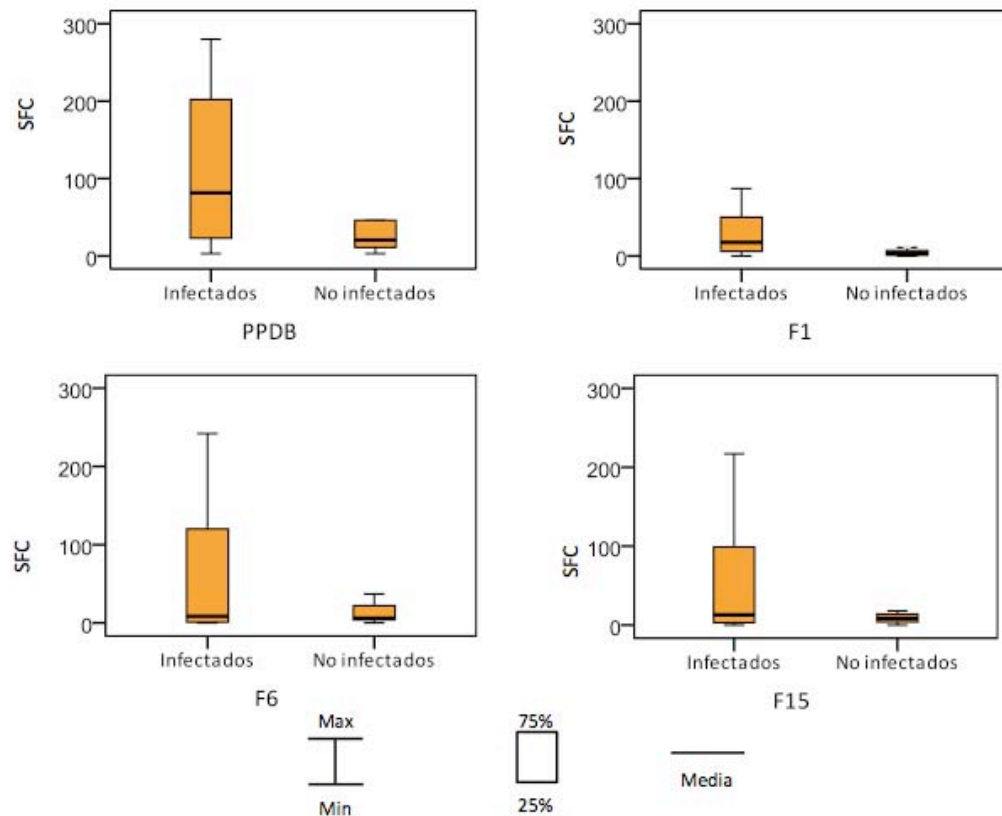 300
200
100
0
SFC
Infectados
No infectados
PPDB
300
200
100
0
SFC
Infectados
No infectados
F1
300
200
100
0
SFC
Infectados
No infectados
F6
300
200
100
0
SFC
Infectados
No infectados
F15
Max
Min
75%
25%
Media